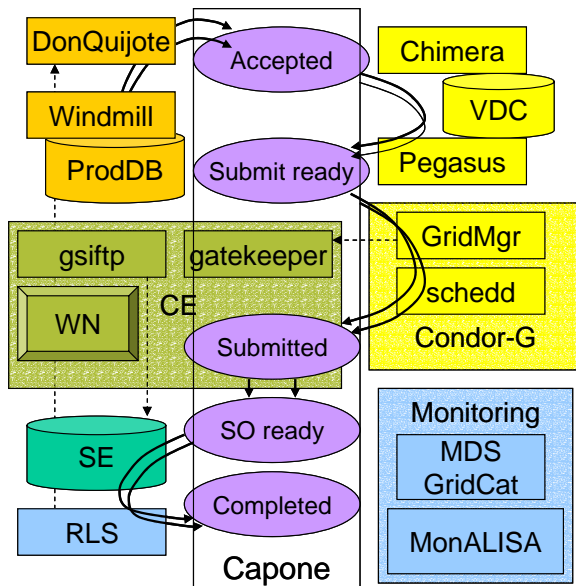 DonQuijote
Accepted
Chimera
Windmill
VDC
ProdDB
Submit ready
Pegasus
gsiftp
gatekeeper
GridMgr
WN
CE
schedd
Submitted
Condor-G
SE
SO ready
Monitoring
MDS
GridCat
Completed
RLS
MonALISA
Capone